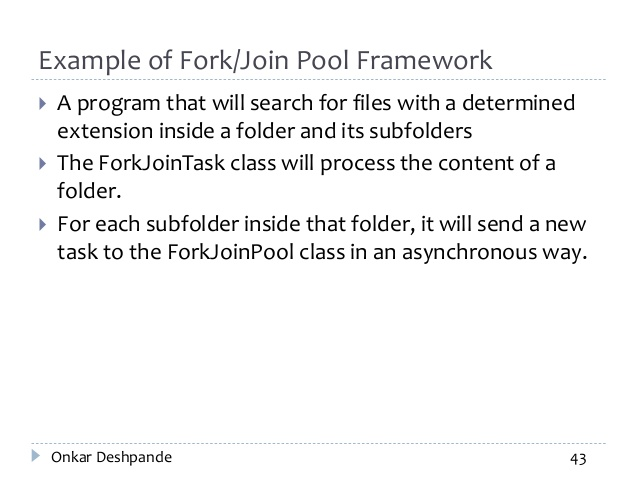 Example of Fork/Join Pool Framework
A program that will search for files with a determined
extension inside a folder and its subfolders
The ForkJoinTask class will process the content of a
folder.
For each subfolder inside that folder, it will send a new
task to the ForkJoinPool class in an asynchronous way.
Onkar Deshpande
43